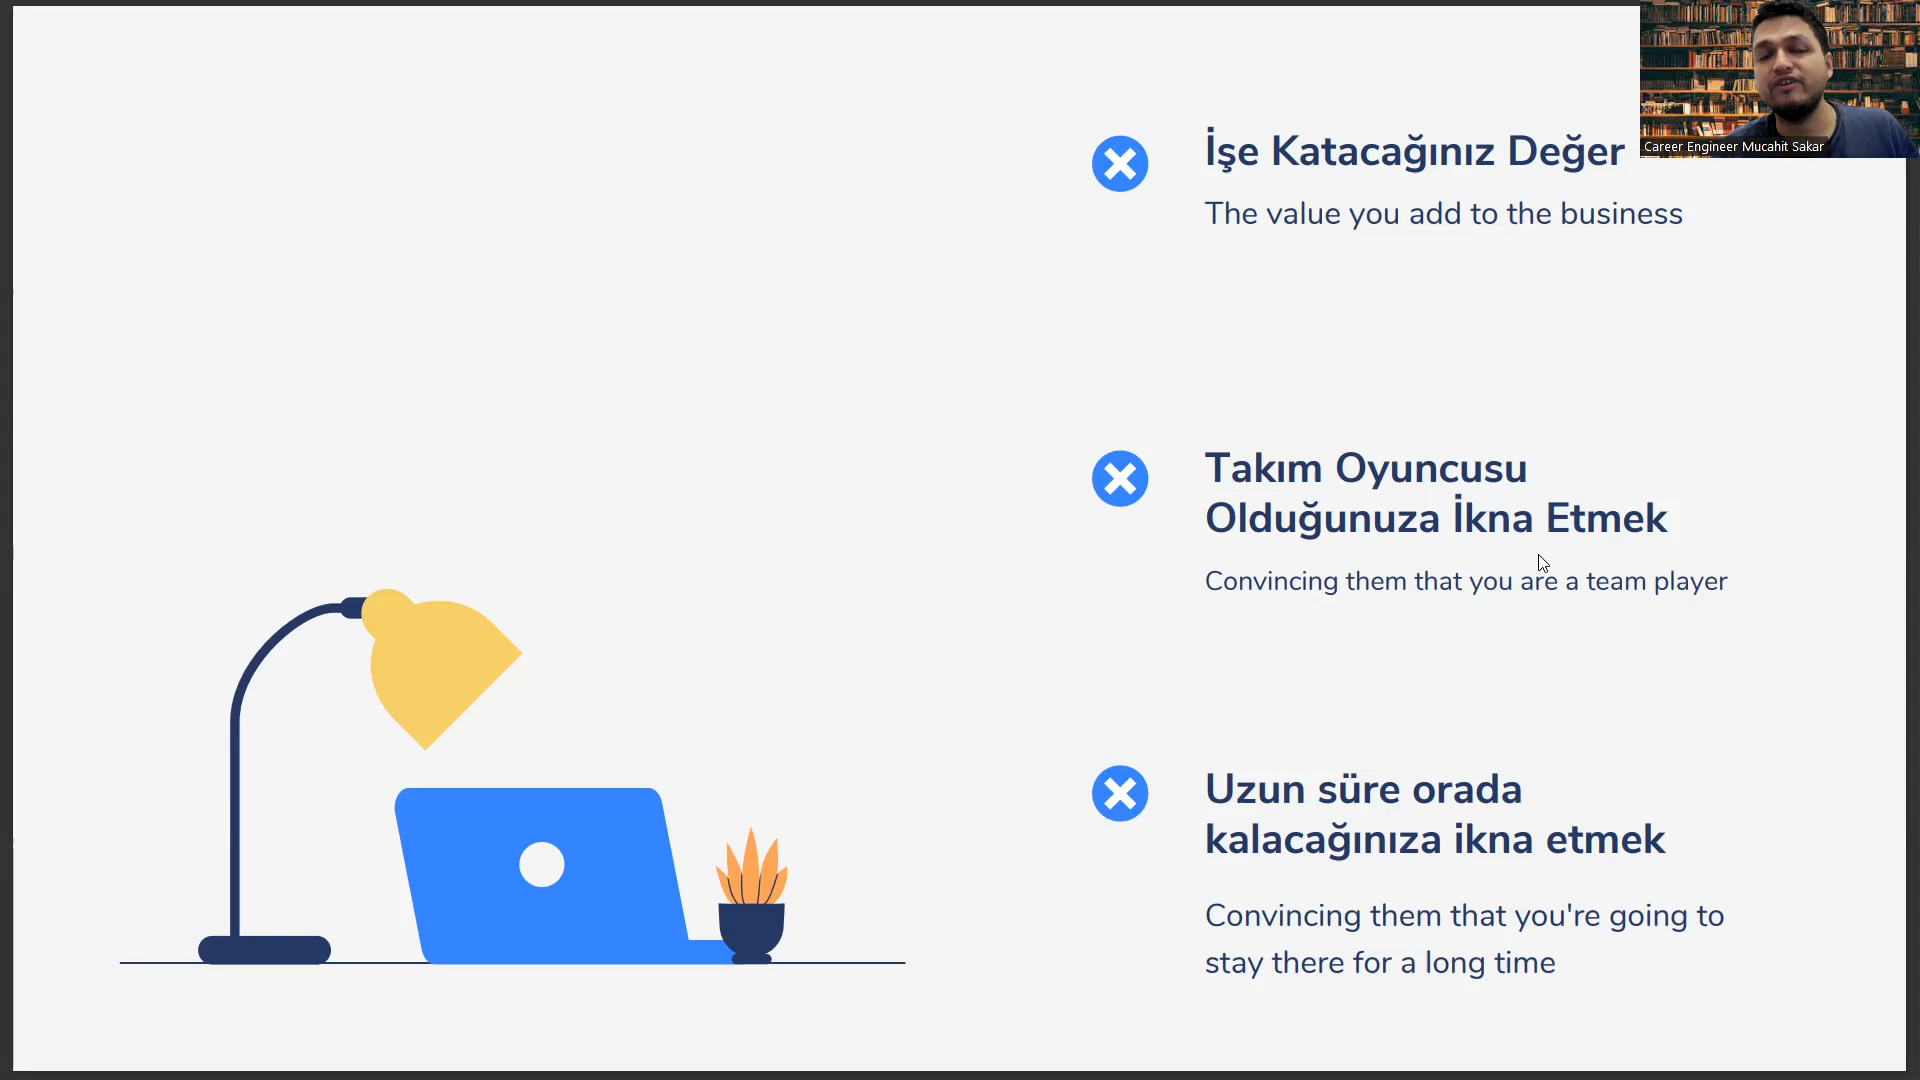 İşe Katacağınız Değer
The value you add to the business
Career Engineer Mucahit Sakar
Takım Oyuncusu
Olduğunuza İkna Etmek
Convincing them that you are a team player
Uzun süre orada
kalacağınıza ikna etmek
Convincing them that you're going to
stay there for a long time